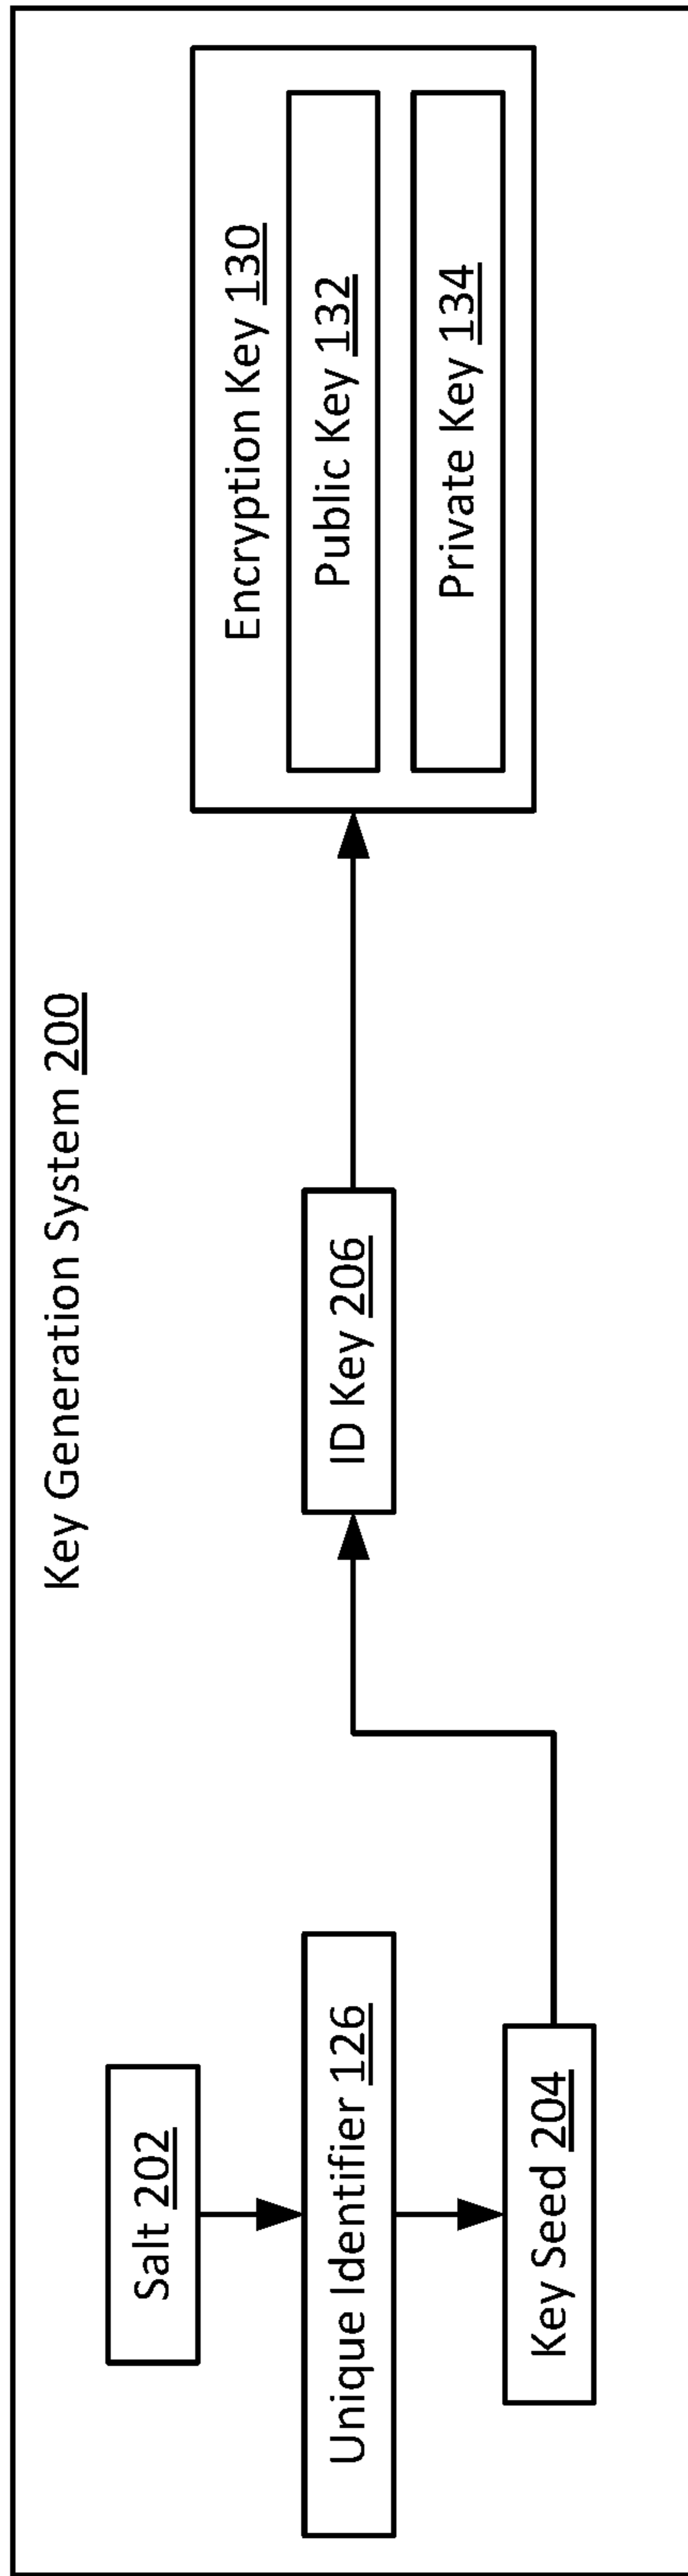 Key Generation System 200
Salt 202
Unique Identifier 126
Key Seed 204
ID Key 206
Encryption Key 130
Public Key 132
Private Key 134